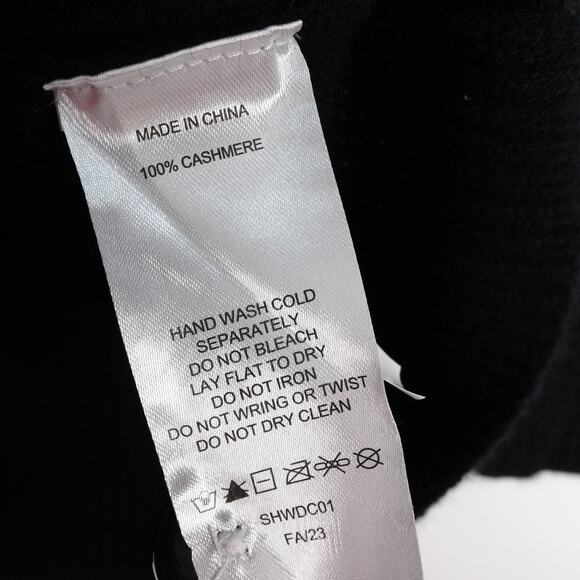 MADE IN CHINA
100% CASHMERE
HAND WASH COLD
SEPARATELY
DO NOT BLEACH
LAY FLAT TO DRY
DO NOT IRON
DO NOT WRING OR TWIST
DO NOT DRY CLEAN
SHWDC01
FA/23